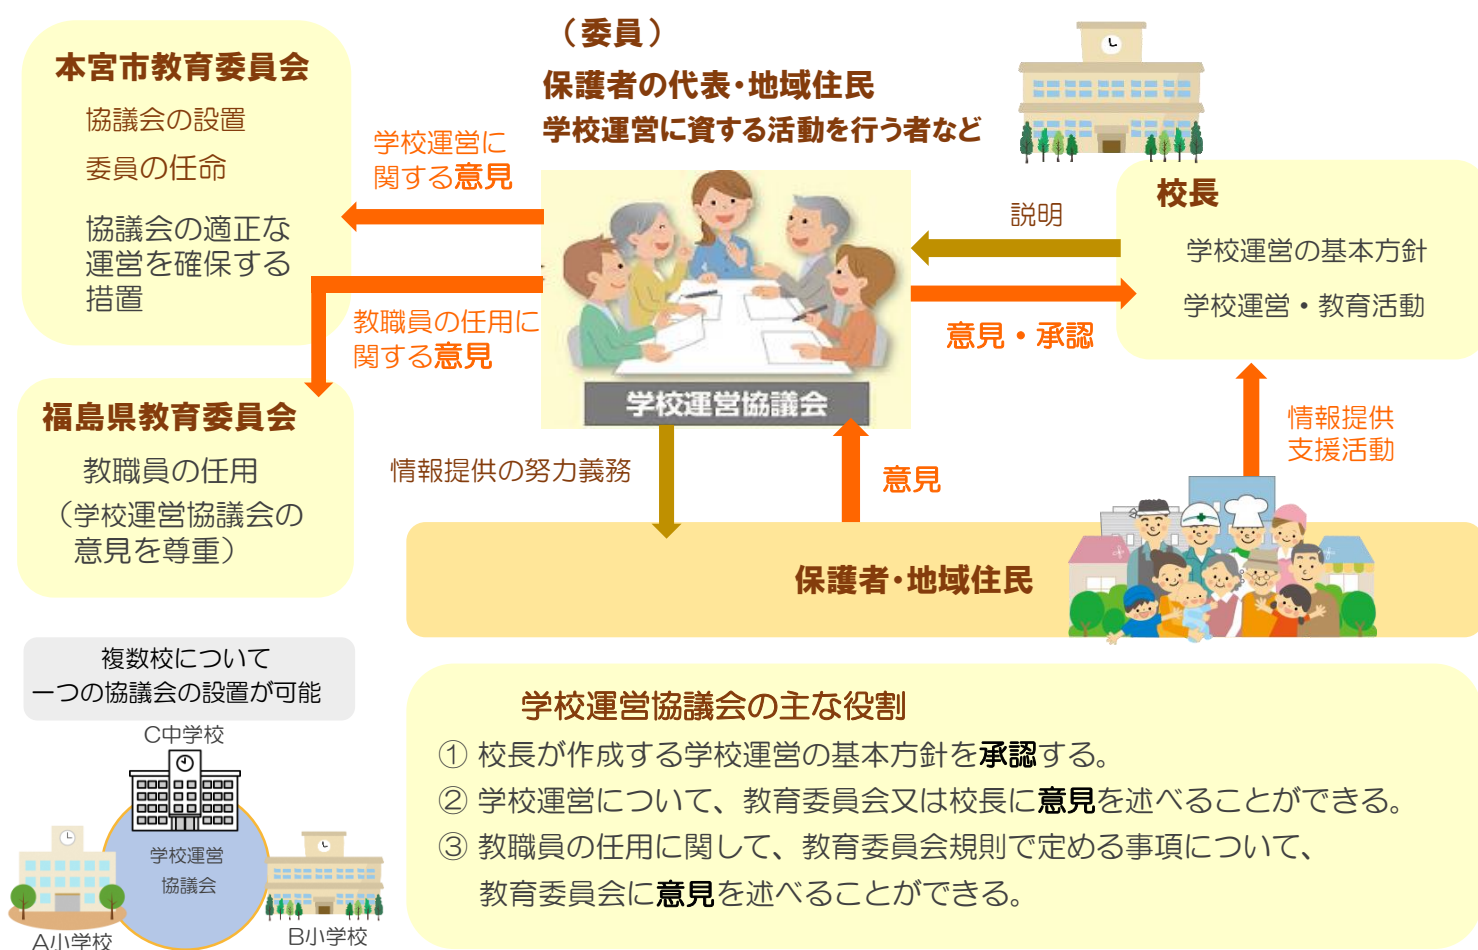 本宮市教育委員会
協議会の設置
委員の任命
協議会の適正な
運営を確保する
措置
学校運営に
関する意見
教職員の任用に
関する意見
(委員)
保護者の代表・地域住民
学校運営に資する活動を行う者など
学校運営協議会
説明
意見・承認
校長
学校運営の基本方針
学校運営・教育活動
情報提供
支援活動
福島県教育委員会
教職員の任用
(学校運営協議会の
意見を尊重)
情報提供の努力義務
意見
保護者・地域住民
複数校について
一つの協議会の設置が可能
C中学校
学校運営
協議会
A小学校
B小学校
学校運営協議会の主な役割
① 校長が作成する学校運営の基本方針を承認する。
② 学校運営について、教育委員会又は校長に意見を述べることができる。
③ 教職員の任用に関して、教育委員会規則で定める事項について、
教育委員会に意見を述べることができる。